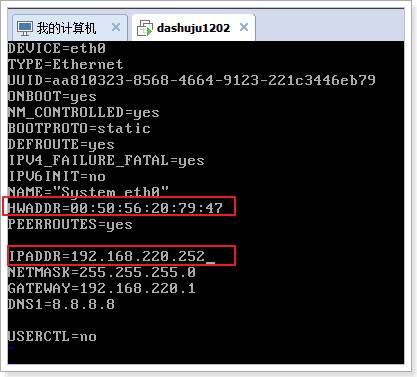 我的计算机 dashuju1202
DEVICE=eth0
TYPE=Ethernet
UUID=aa810323-8568-4664-9123-221c3446eb79
ONBOOT=yes
NM_CONTROLLED=yes
BOOTPROTO=static
DEFROUTE=yes
IPV4_FAILURE_FATAL=yes
IPV6INIT=no
NAME="System eth0"
HWADDR=00:50:56:20:79:47
PEERROUTES=yes
IPADDR=192.168.220.252_
NETMASK=255.255.255.0
GATEWAY=192.168.220.1
DNS1=8.8.8.8
USERCTL=no
~